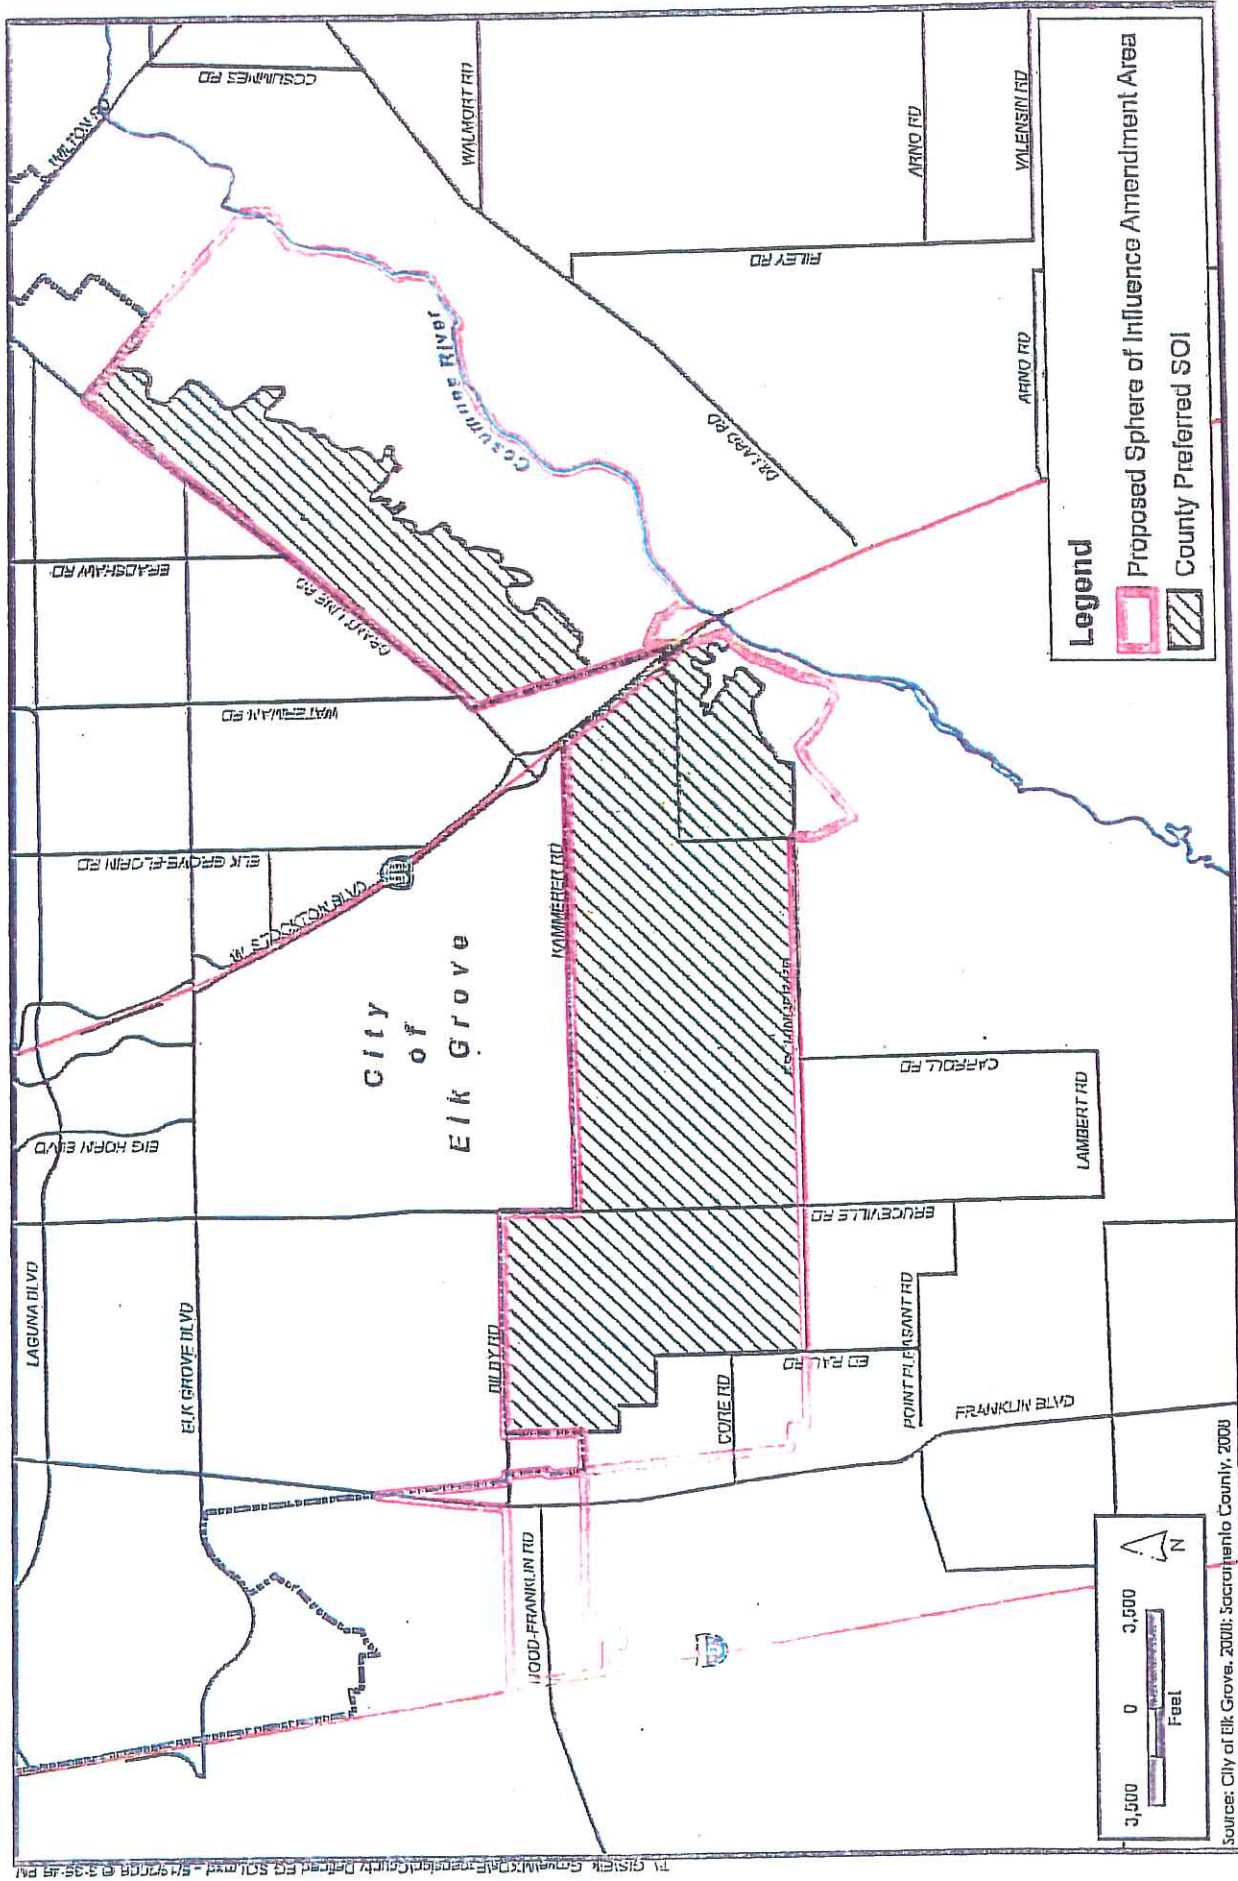 COSUMNES RD
WILTON RD
WALMORT RD
ARNO RD
VALENSIN RD
RILEY RD
ARNO RD
Cosumnes River
DILLARD RD
BRADSHAW RD
GRANT LINE RD
WATERMAN RD
ELK GROVE-FLORIN RD
W. STOCKTON BLVD
City
of
Elk Grove
KAMMERER RD
CARROLL RD
LAMBERT RD
BIG HORN BLVD
BRUCEVILLE RD
LAGUNA BLVD
ELK GROVE BLVD
BILBY RD
ED RAU RD
POINT PLEASANT RD
CORE RD
FRANKLIN BLVD
HOOD-FRANKLIN RD
Legend
Proposed Sphere of Influence Amendment Area
County Preferred SOI
3,500 0 3,500
Feet
N
Source: City of Elk Grove, 2008; Sacramento County, 2008